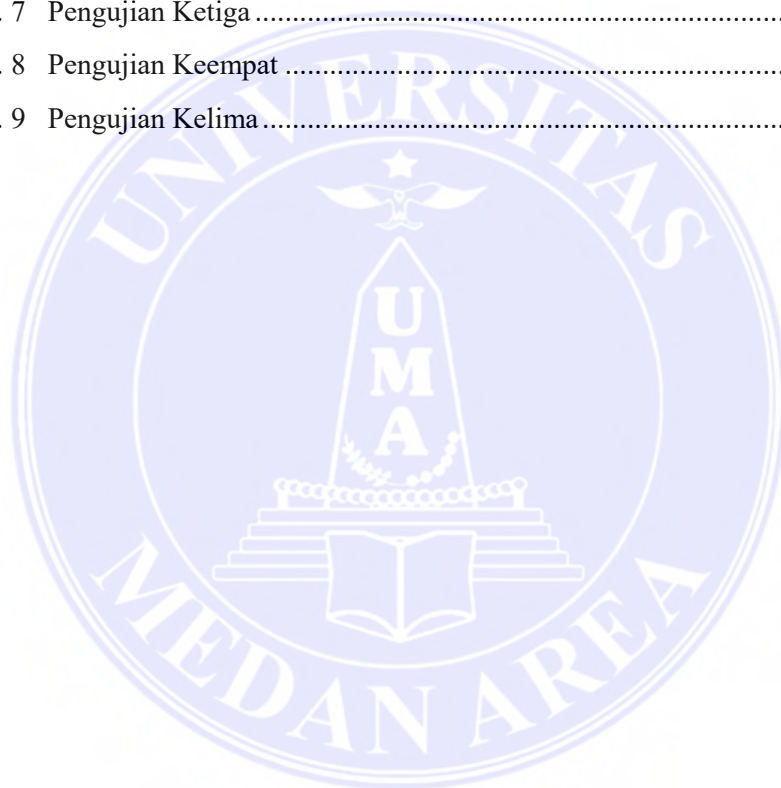 . 7 Pengujian Ketiga ........................................................................
. 8 Pengujian Keempat ....................................................................
. 9 Pengujian Kelima .......................................................................
UNIVERSITAS
U
M
A
MEDAN AREA